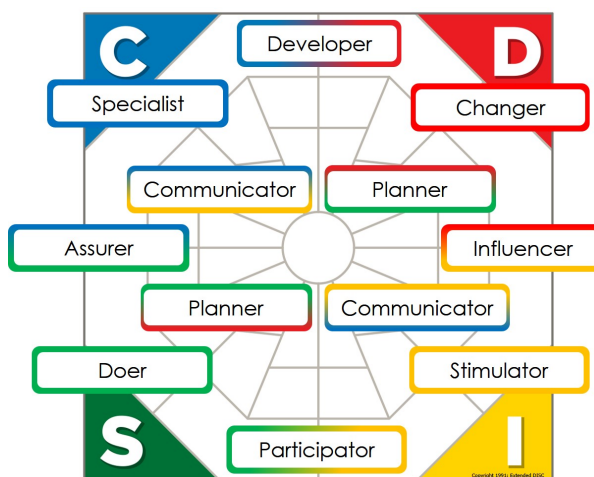 C
Developer
D
Specialist
Changer
Communicator
Planner
Assurer
Influencer
Planner
Communicator
Doer
Stimulator
S
Participator
I
Copyright 1991; Extended DISC